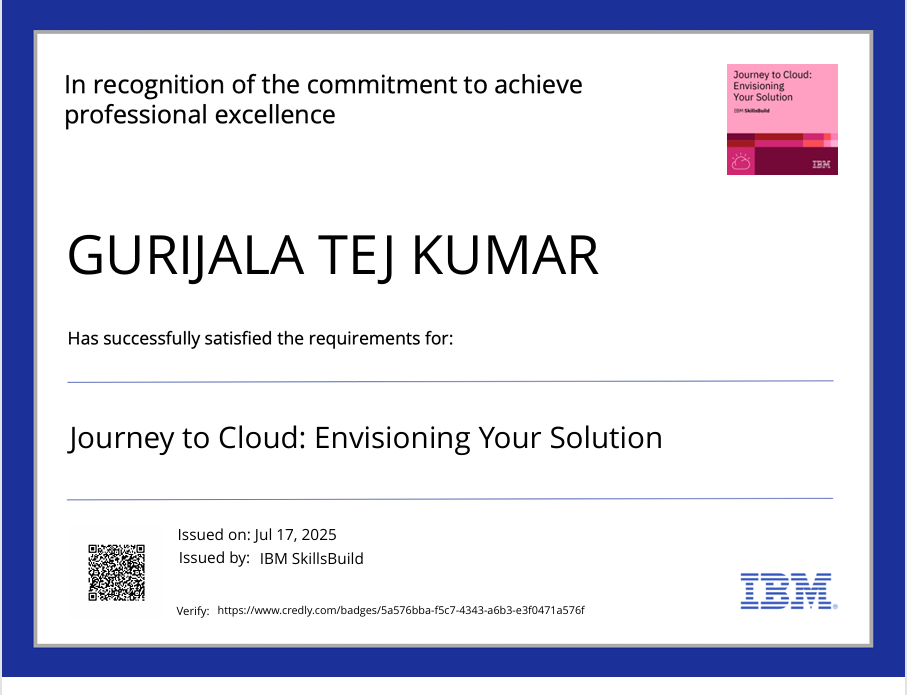 In recognition of the commitment to achieve
professional excellence
Journey to Cloud:
Envisioning
Your Solution
IBM SkillsBuild
IBM
GURIJALA TEJ KUMAR
Has successfully satisfied the requirements for:
Journey to Cloud: Envisioning Your Solution
Issued on: Jul 17, 2025
Issued by: IBM SkillsBuild
Verify: https://www.credly.com/badges/5a576bba-f5c7-4343-a6b3-e3f0471a576f
IBM®